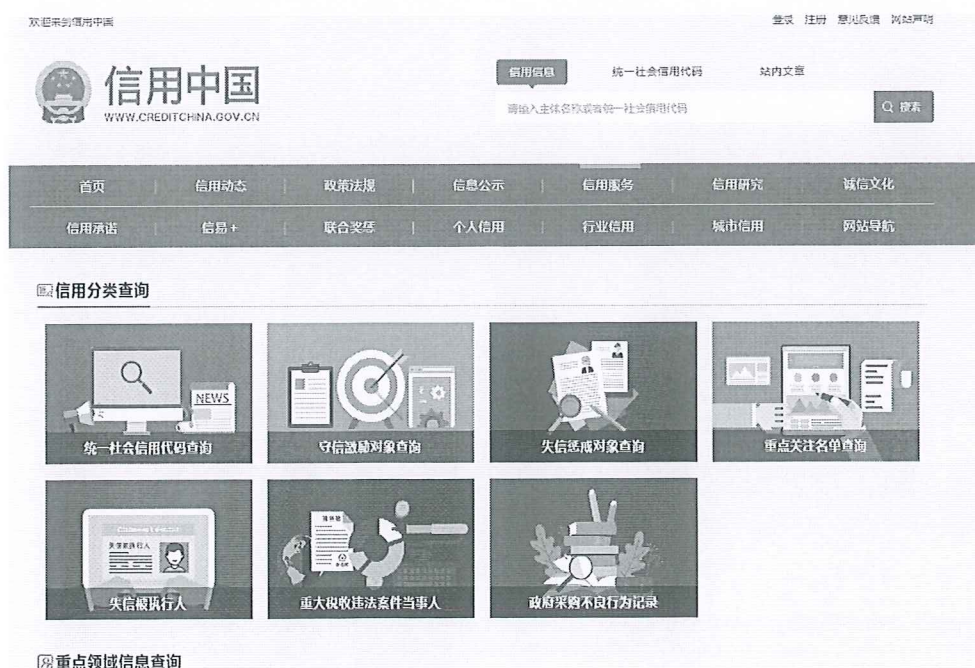 欢迎来到信用中国
登录 注册 意见反馈 网站声明
信用中国
WWW.CREDITCHINA.GOV.CN
信用信息 统一社会信用代码 站内文章
请输入主体名称或者统一社会信用代码 搜索
首页 信用动态 政策法规 信息公示 信用服务 信用研究 诚信文化
信用承诺 信易+ 联合奖惩 个人信用 行业信用 城市信用 网站导航
信用分类查询
NEWS
统一社会信用代码查询 守信激励对象查询 失信惩戒对象查询 重点关注名单查询
失信被执行人
失信被执行人 重大税收违法案件当事人 政府采购不良行为记录
重点领域信息查询